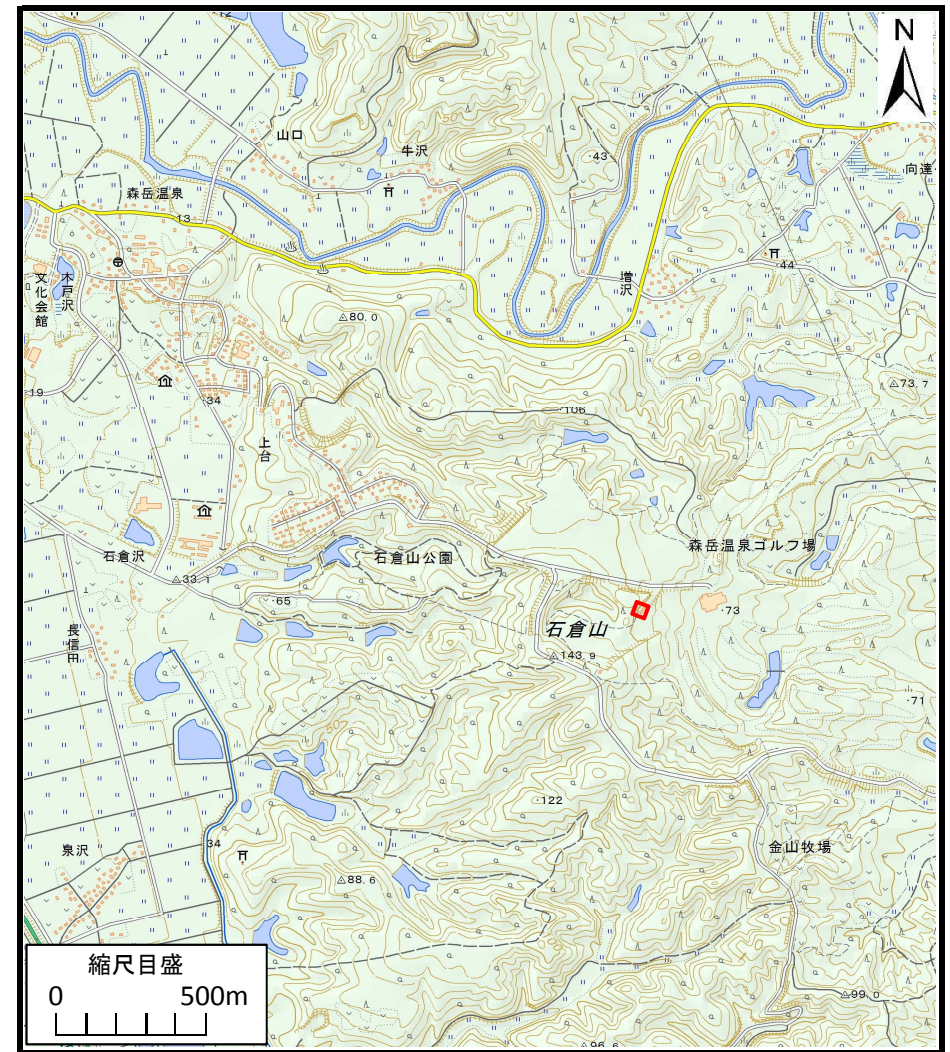 12
N
山口
牛沢
43
向達
森岳温泉
13
44
文化会館
木戸沢
増沢
80.0
19
34
106
73.7
上台
石倉沢
石倉山公園
森岳温泉ゴルフ場
33.1
65
73
石倉山
長信田
143.9
71
122
34
泉沢
金山牧場
88.6
縮尺目盛
0 500m
99.0
96.6